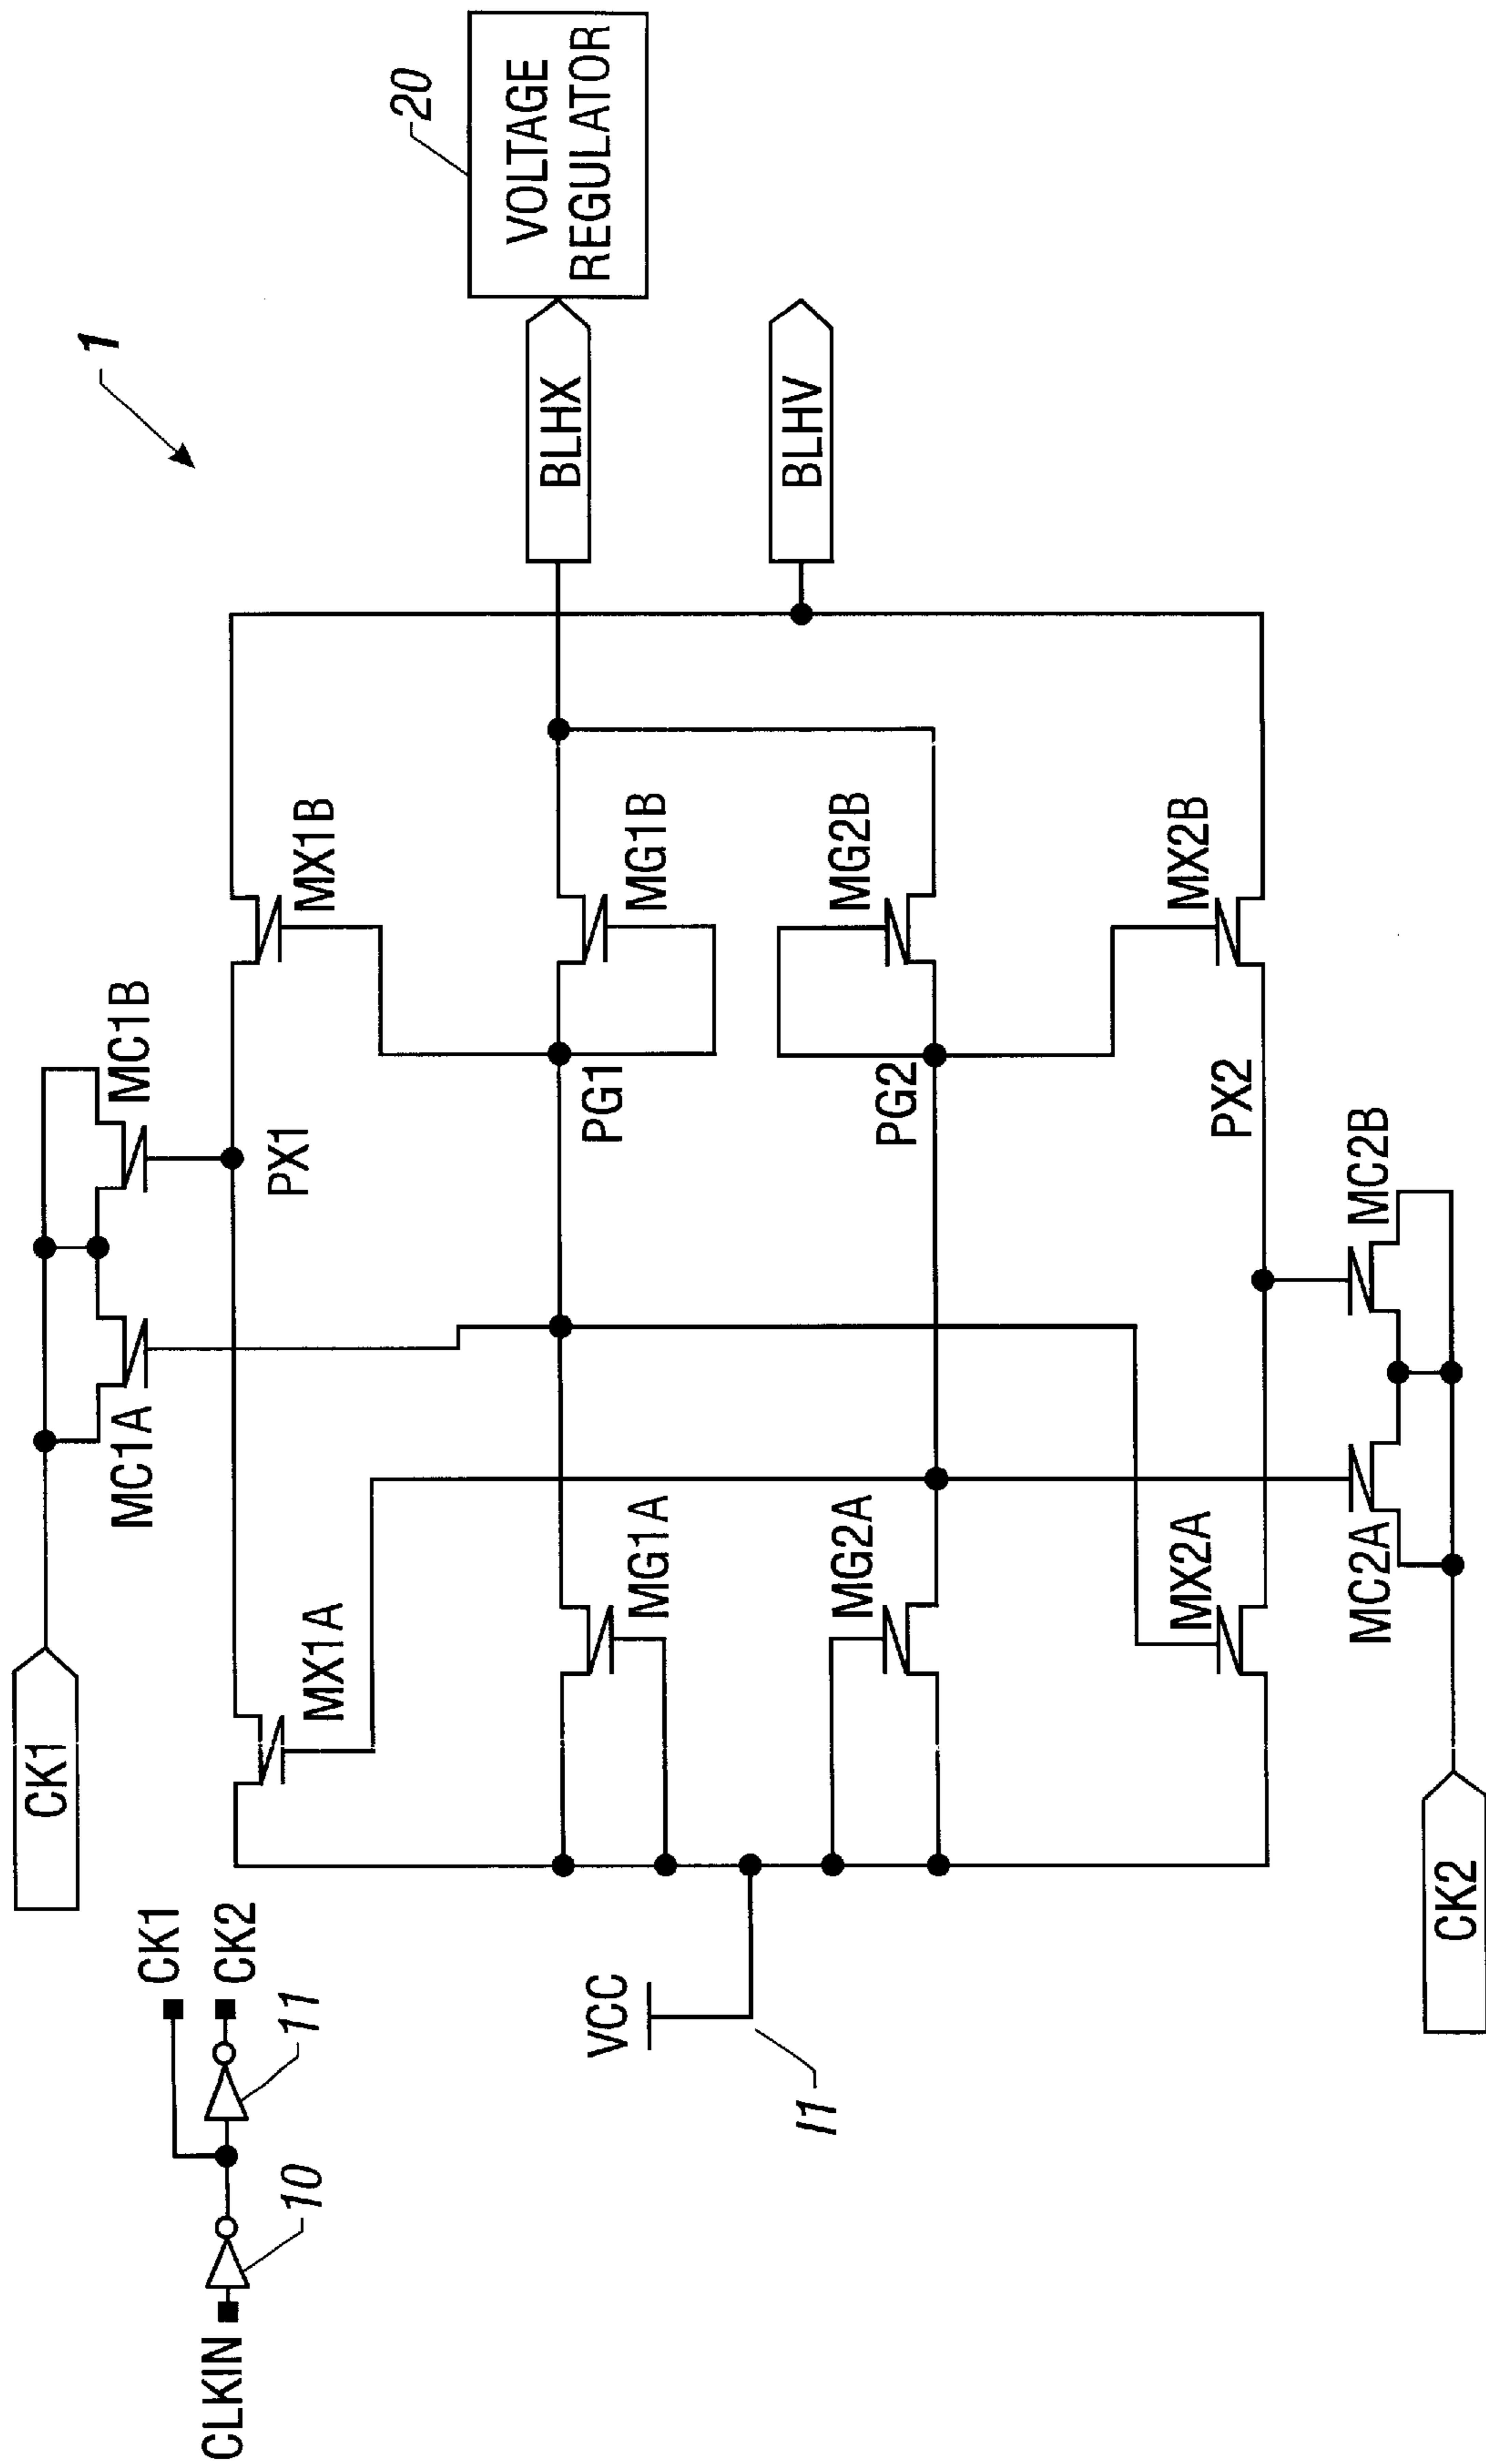 1
CLKIN
10
11
CK1
CK2
CK1
MC1A
MC1B
MX1A
PX1
MX1B
VCC
I1
MG1A
PG1
MG1B
BLHX
VOLTAGE
REGULATOR
20
MG2A
PG2
MG2B
BLHV
MX2A
PX2
MX2B
MC2A
MC2B
CK2